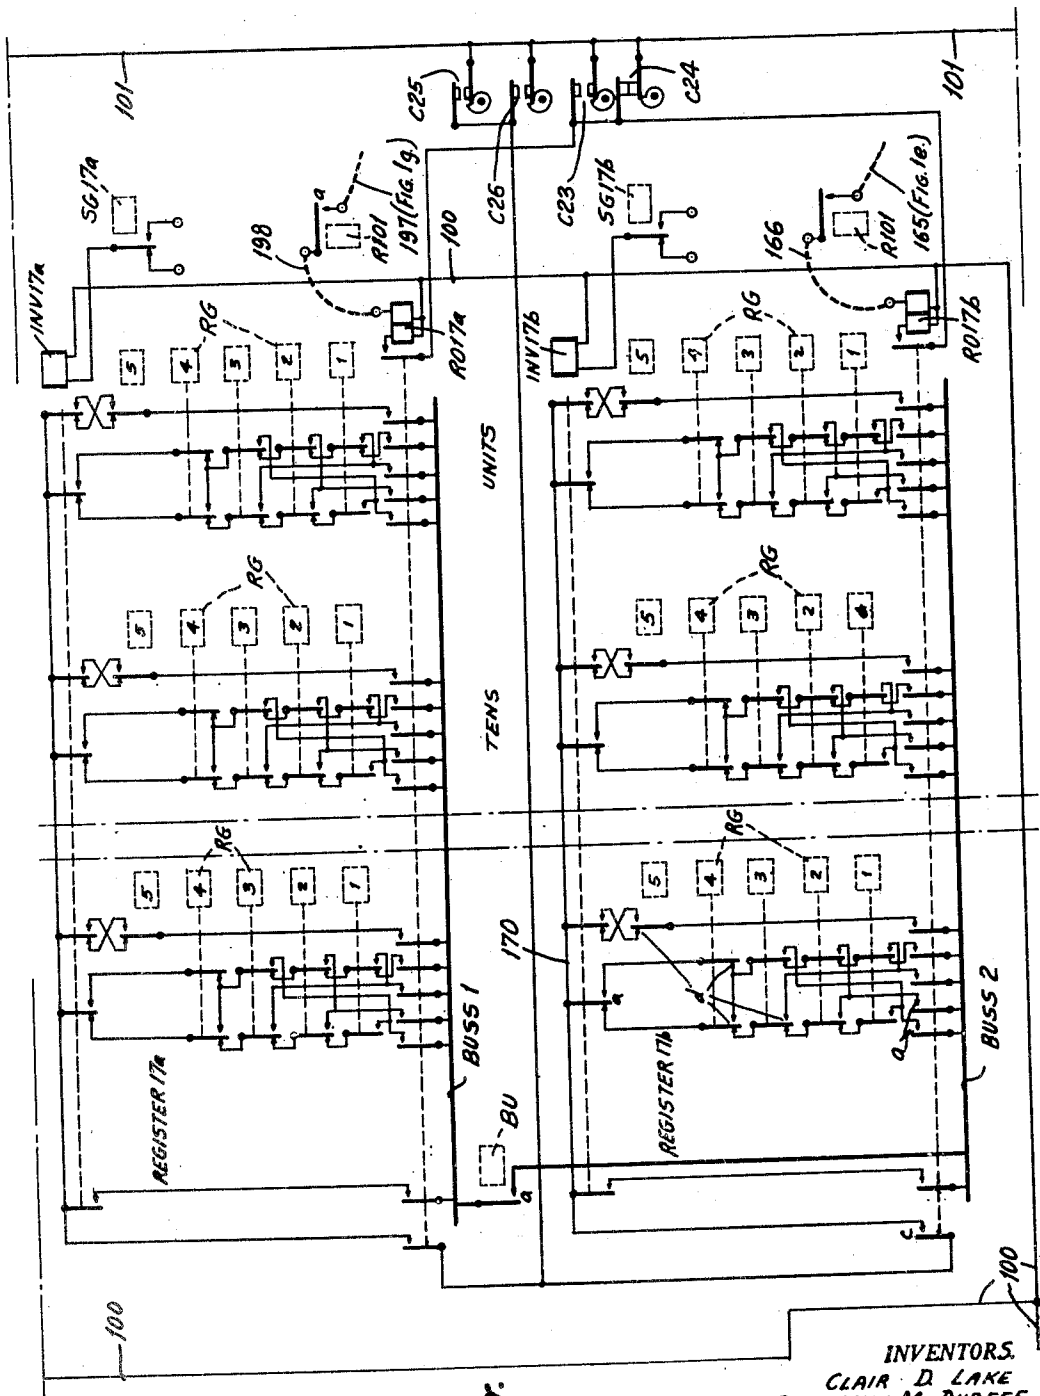 101
101
C25
C24
C26
C23
SG17a
SG17b
INV17a
INV17b
198
R101
a
197 (FIG. 1g.)
100
166
R101
165 (FIG. 1e.)
RG
5
4
3
2
1
RO17a
RG
5
4
3
2
1
RO17b
UNITS
RG
5
4
3
2
1
RG
5
4
3
2
TENS
RG
5
4
3
2
1
RG
5
4
3
2
1
170
a
d
a
BUSS 1
BUSS 2
REGISTER 17a
REGISTER 17b
BU
a
c
100
100
INVENTORS.
CLAIR D. LAKE